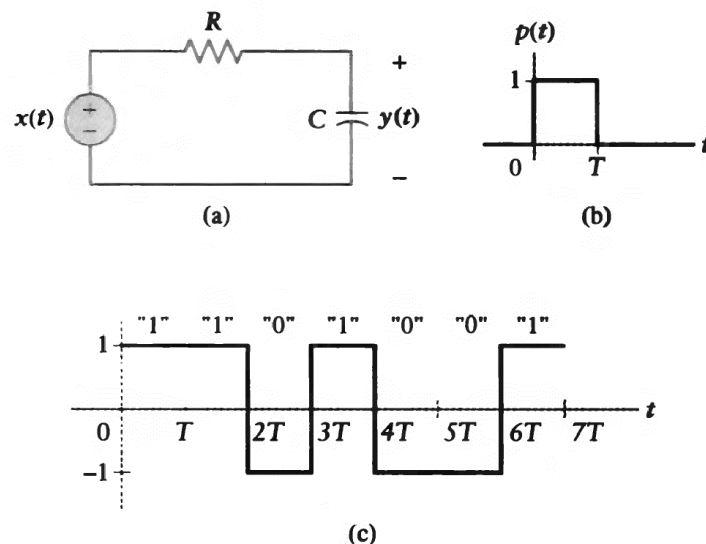 R
p(t)
+
1
x(t)
+
−
C
y(t)
t
−
0
T
(a)
(b)
"1" "1" "0" "1" "0" "0" "1"
1
t
0 T 2T 3T 4T 5T 6T 7T
−1
(c)